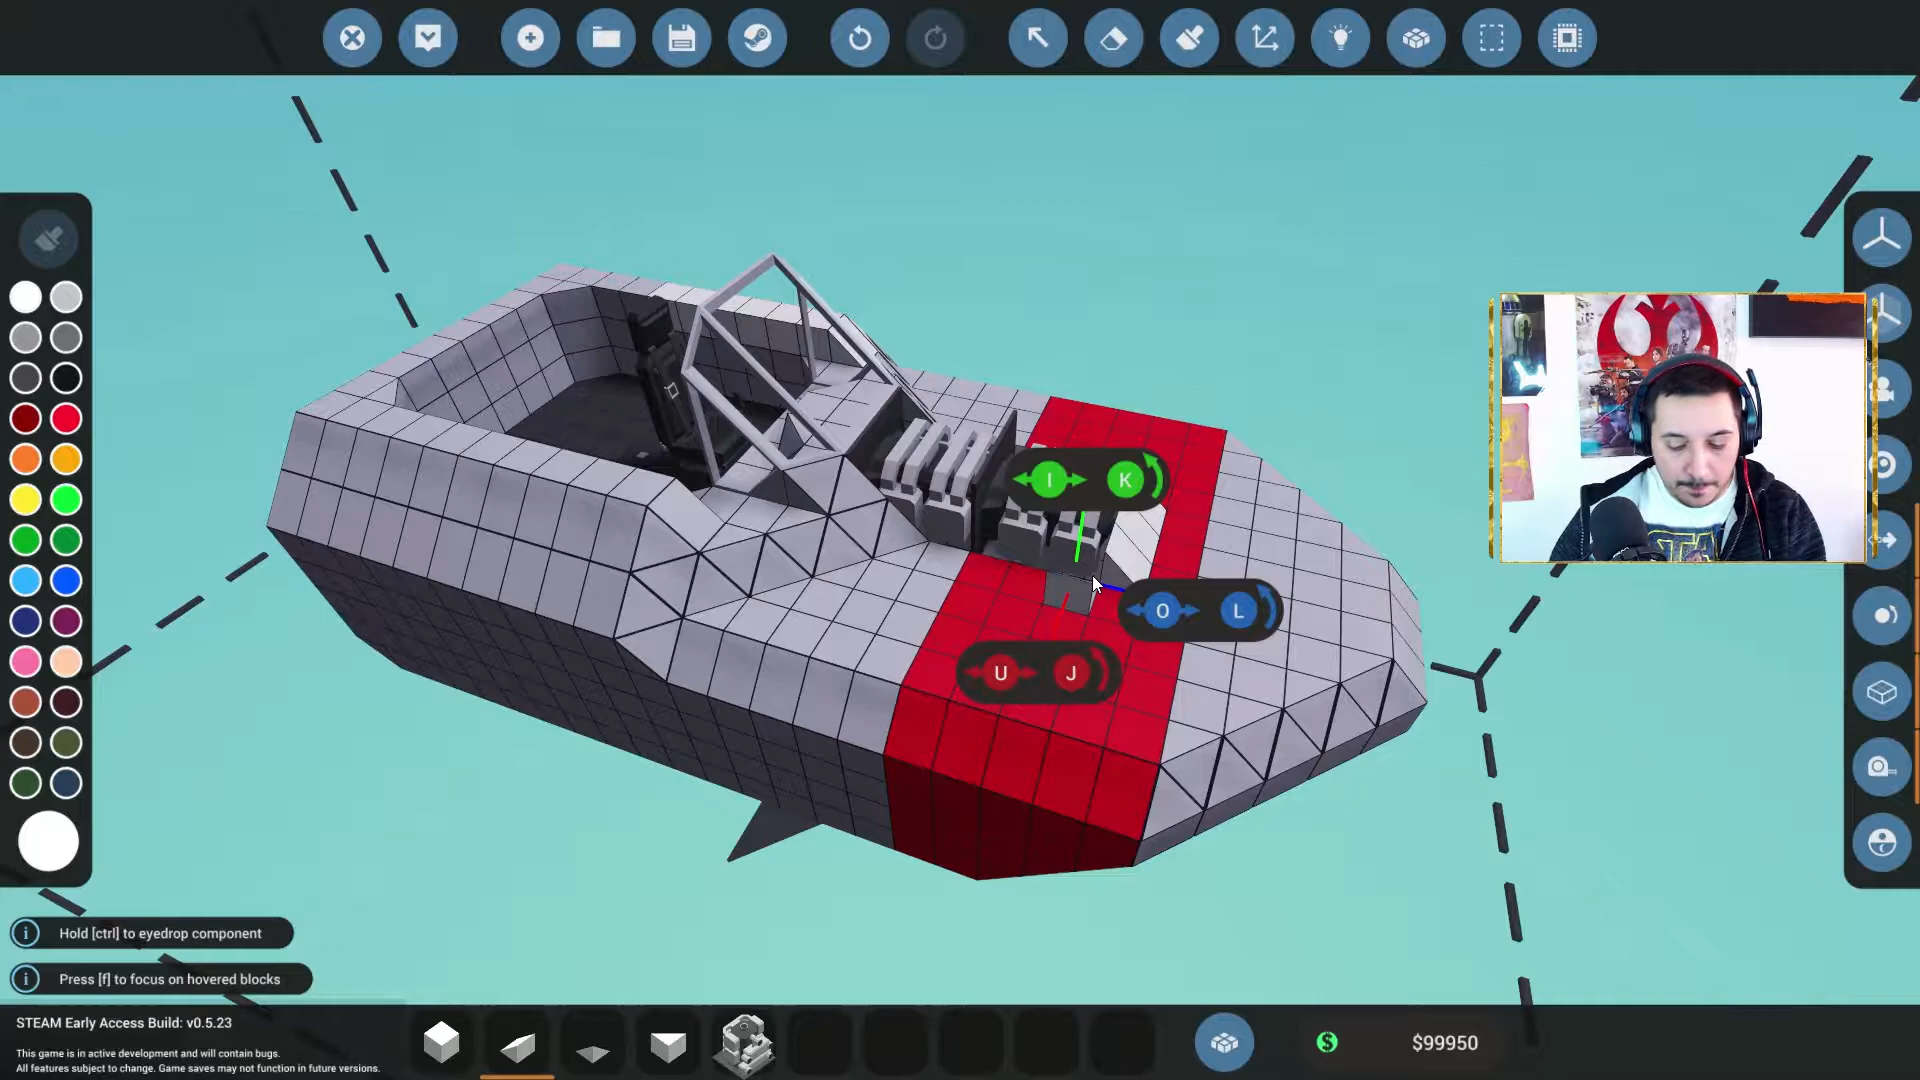 I K
O L
U J
Hold [ctrl] to eyedrop component
Press [f] to focus on hovered blocks
STEAM Early Access Build: v0.5.23
This game is in active development and will contain bugs.
All features subject to change. Game saves may not function in future versions.
$ $99950